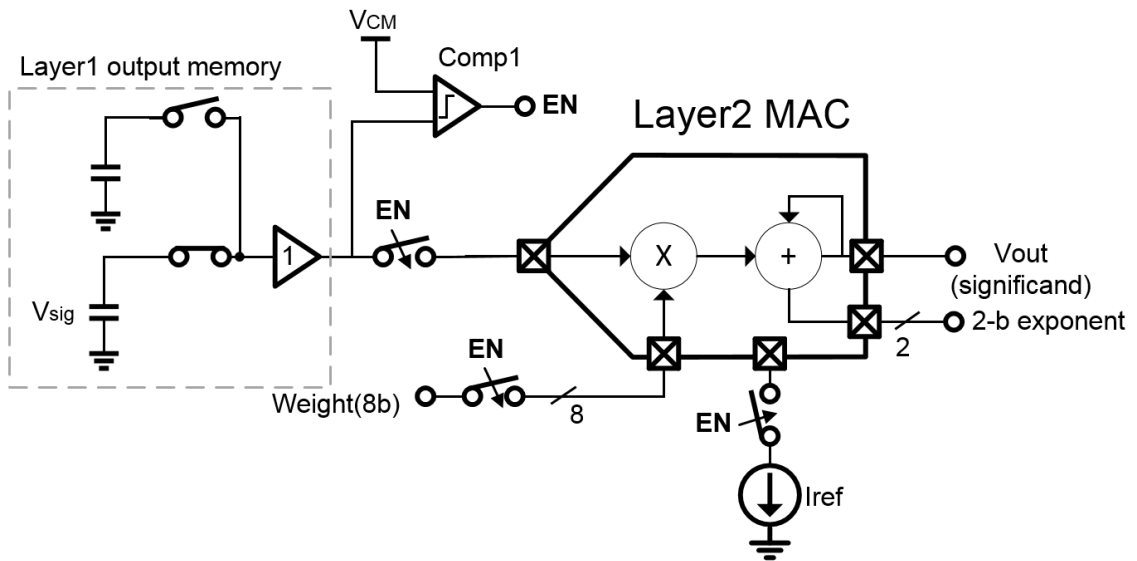 VCM
Comp1
Layer1 output memory
EN
Layer2 MAC
EN
1
X
+
Vout
(significand)
Vsig
2-b exponent
2
EN
Weight(8b)
8
EN
Iref